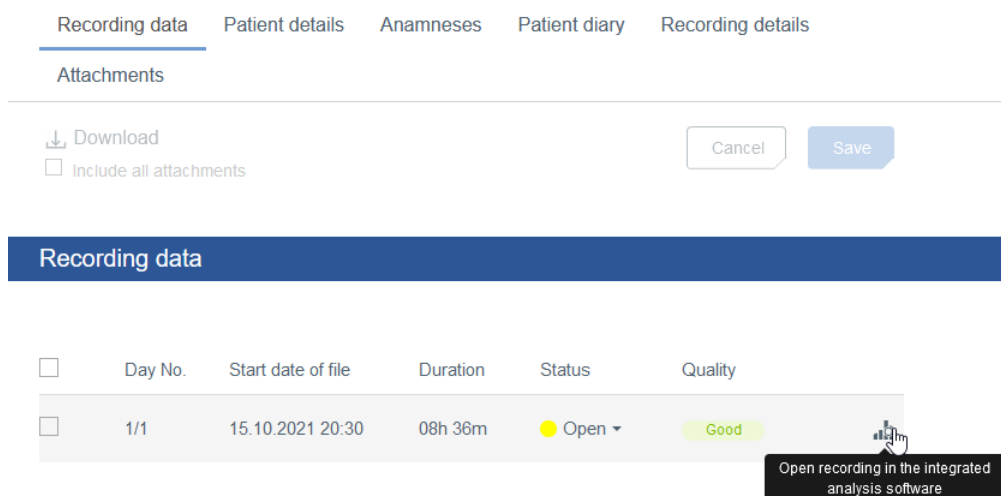 Recording data Patient details Anamneses Patient diary Recording details
Attachments
Download
Include all attachments
Cancel Save
Recording data
Day No. Start date of file Duration Status Quality
1/1 15.10.2021 20:30 08h 36m Open Good
Open recording in the integrated
analysis software